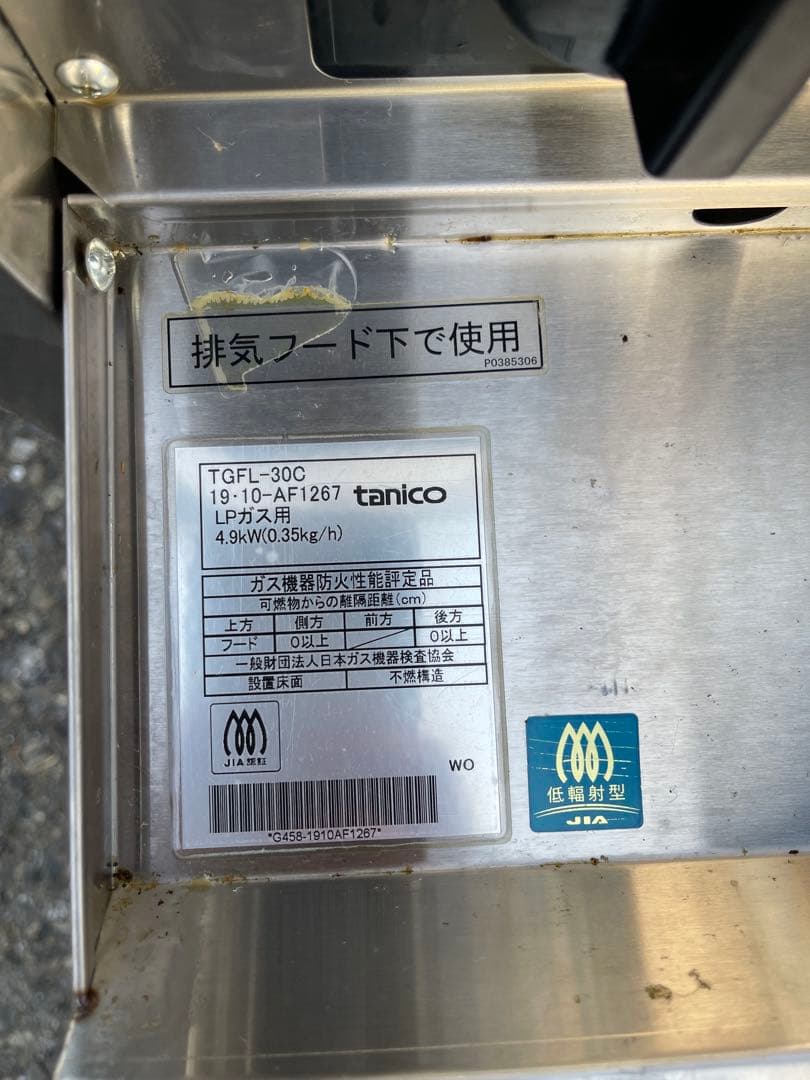 排気フード下で使用
P0385306
TGFL-30C
19・10-AF1267 tanico
LPガス用
4.9kW(0.35kg/h)
ガス機器防火性能評定品
可燃物からの離隔距離(cm)
上方 側方 前方 後方
フード 0以上 0以上
一般財団法人日本ガス機器検査協会
設置床面 不燃構造
JIA認証
WO
*G458-1910AF1267*
低輻射型
JIA